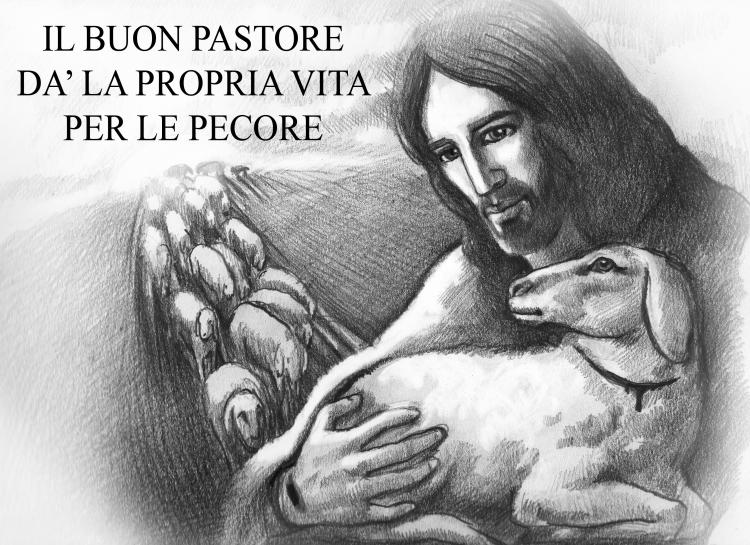 IL BUON PASTORE
DA’ LA PROPRIA VITA
PER LE PECORE